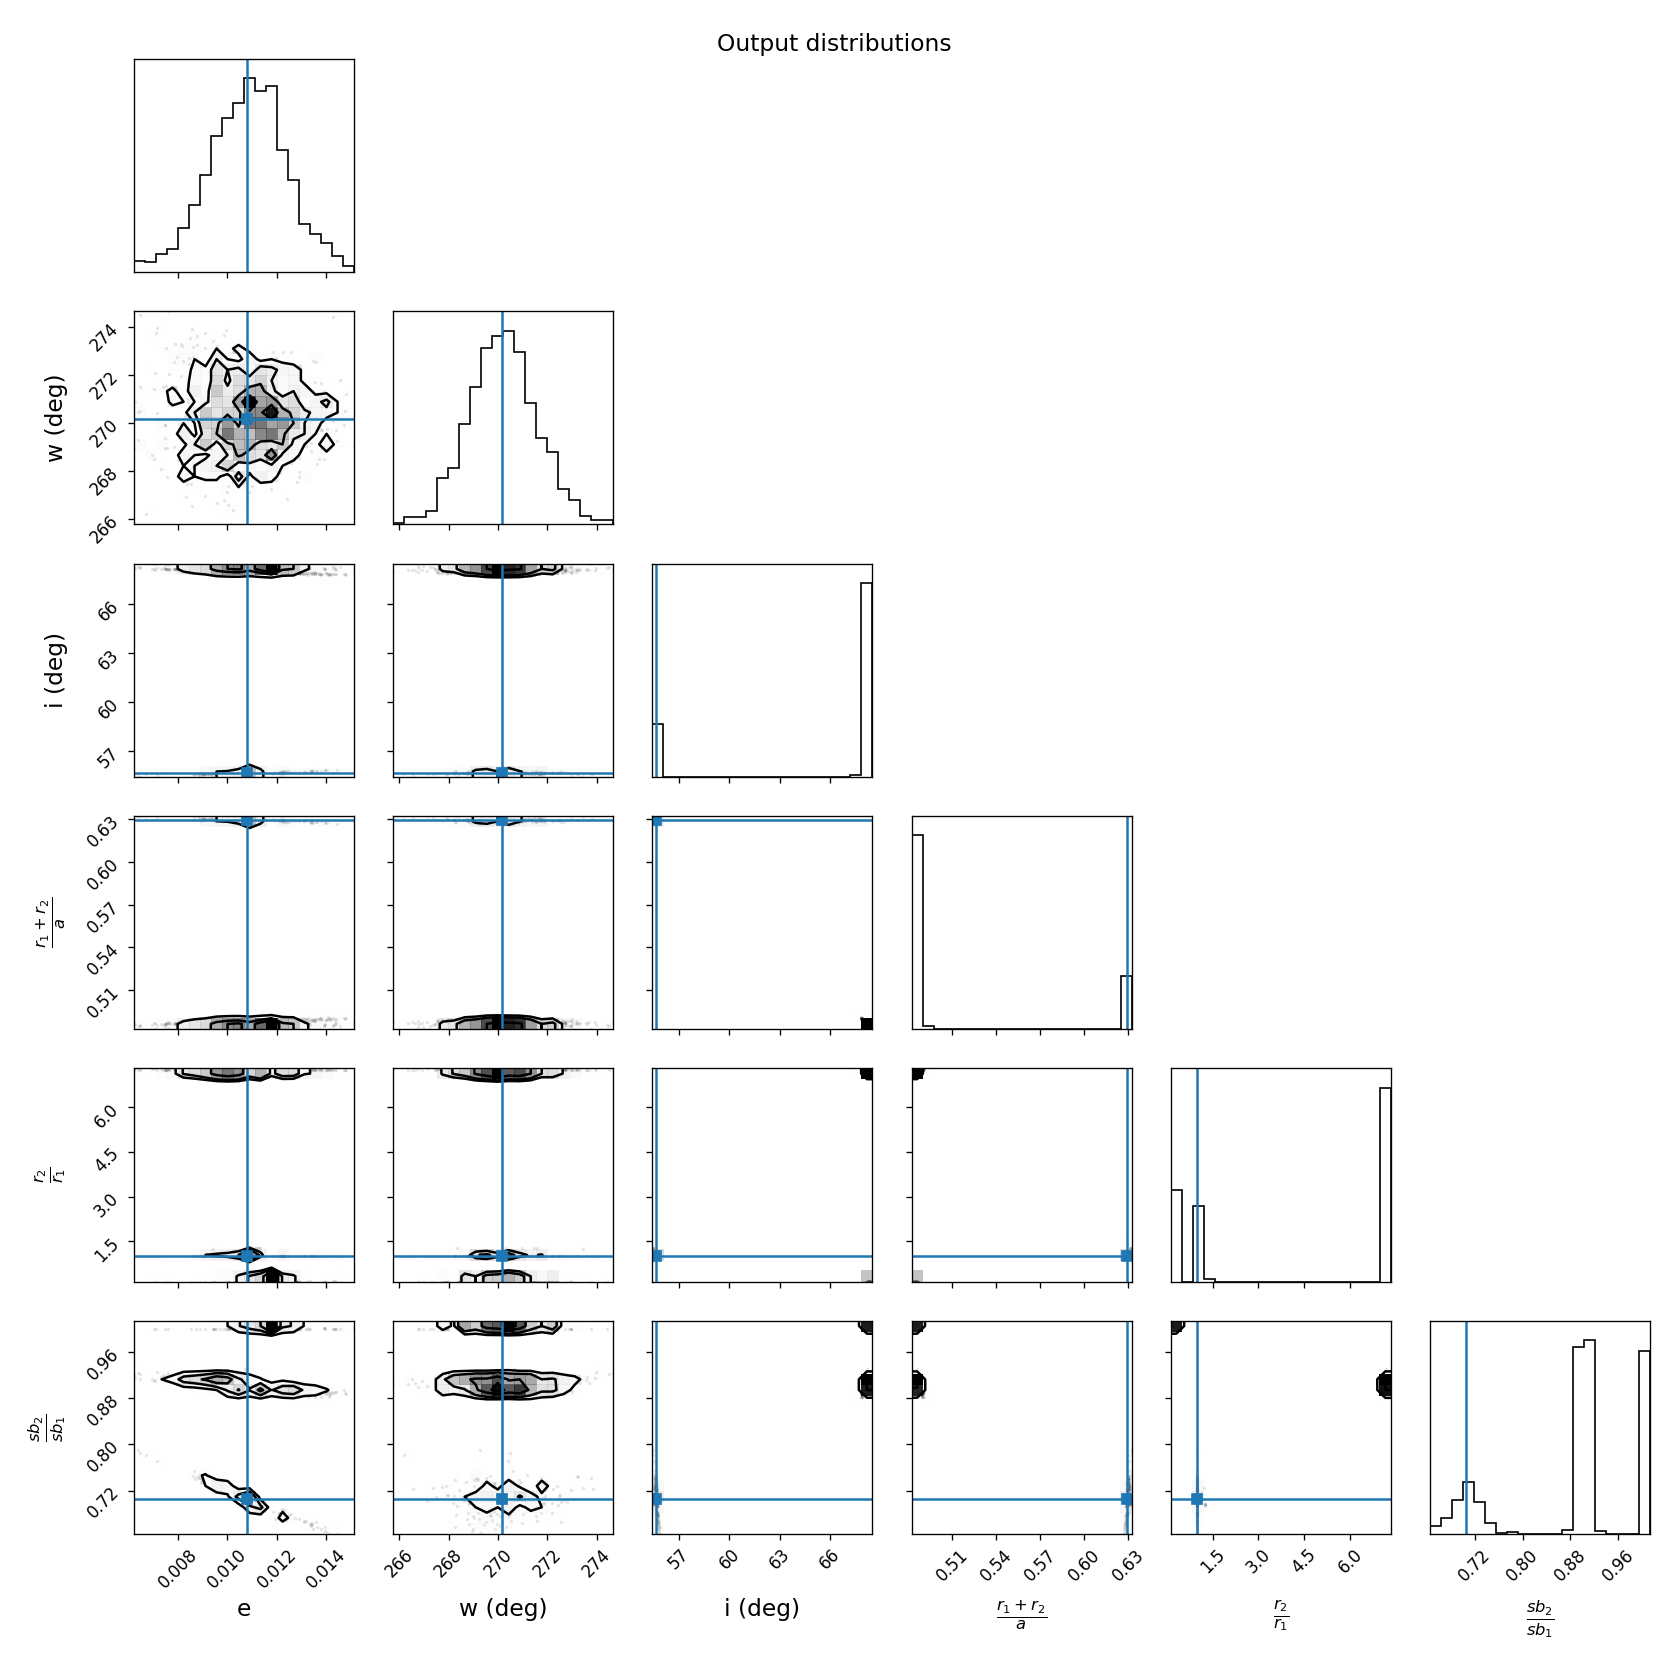 Output distributions
w (deg)
274
272
270
268
266
i (deg)
66
63
60
57
r₁ + r₂
a
0.63
0.60
0.57
0.54
0.51
r₂
r₁
6.0
4.5
3.0
1.5
sb₂
sb₁
0.96
0.88
0.80
0.72
0.008 0.010 0.012 0.014
266 268 270 272 274
57 60 63 66
0.51 0.54 0.57 0.60 0.63
1.5 3.0 4.5 6.0
0.72 0.80 0.88 0.96
e
w (deg)
i (deg)
r₁ + r₂
a
r₂
r₁
sb₂
sb₁